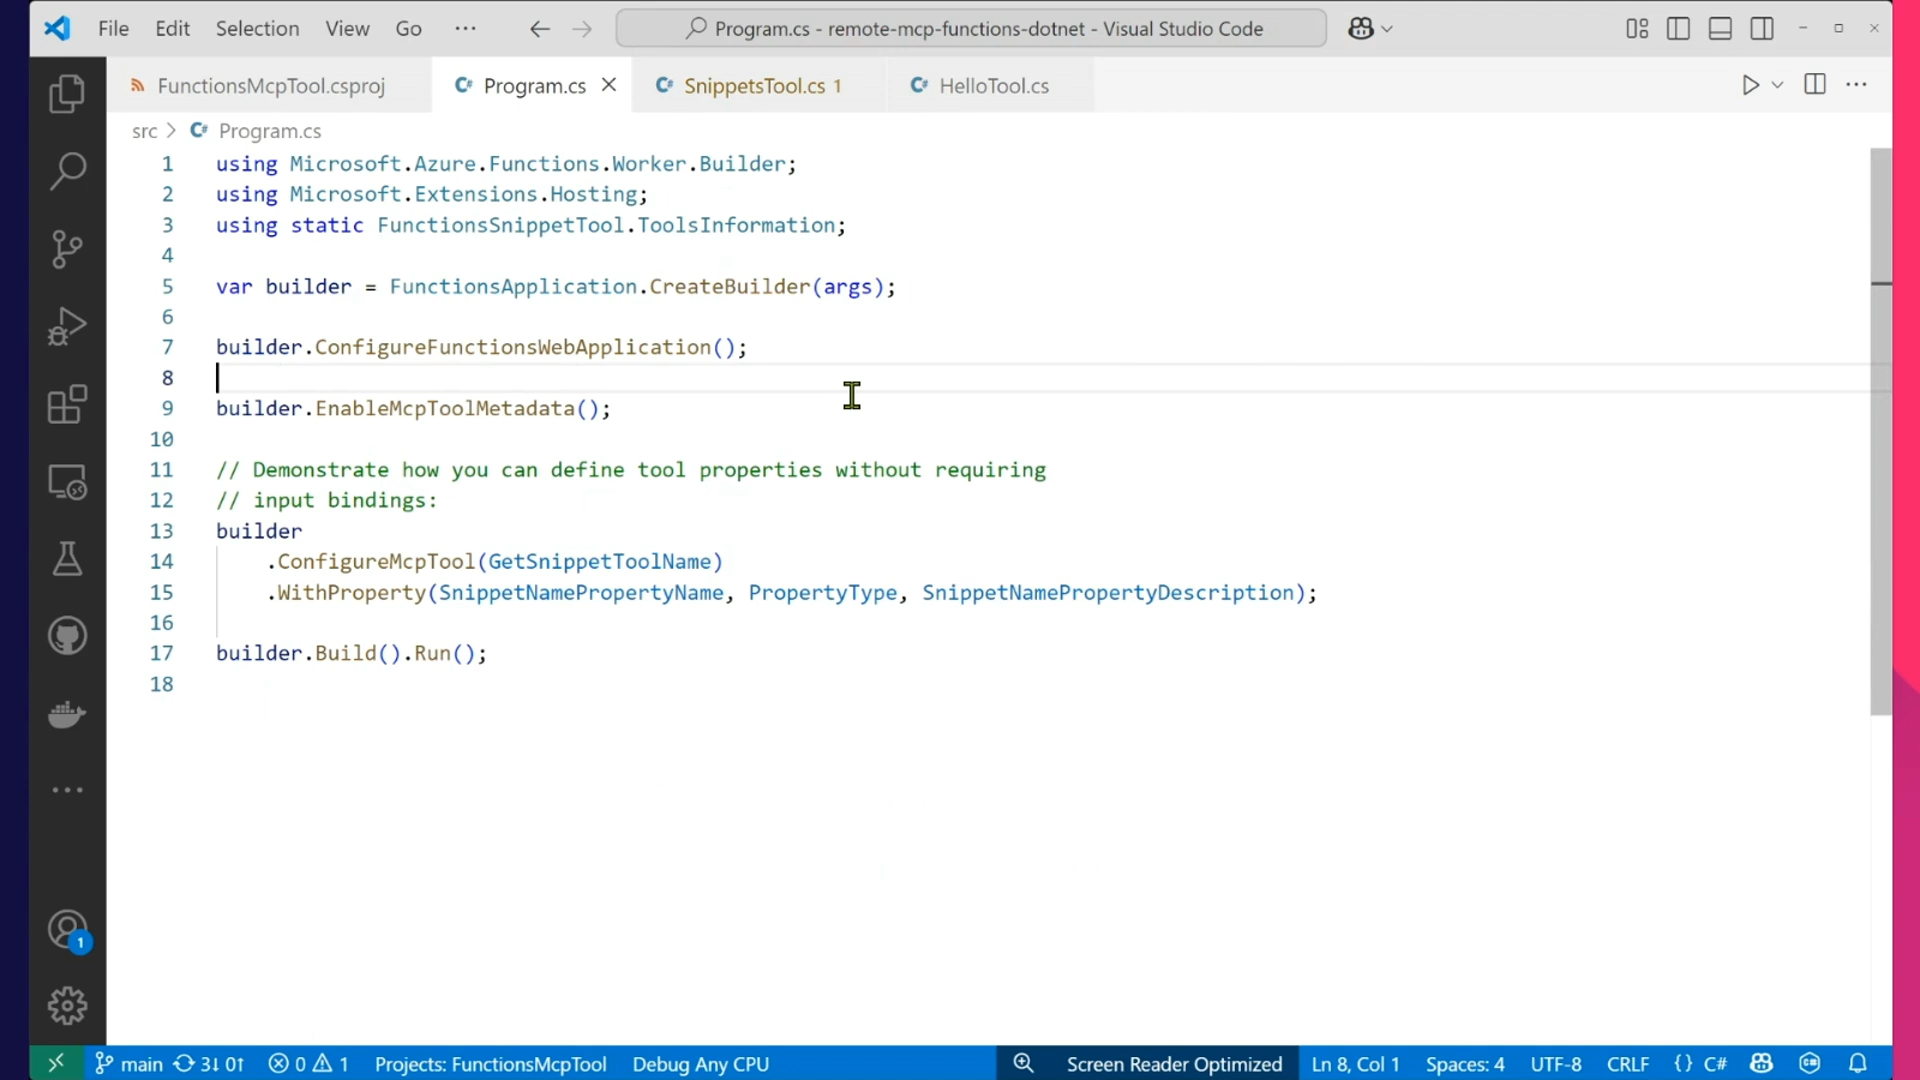 File Edit Selection View Go ··· Program.cs - remote-mcp-functions-dotnet - Visual Studio Code
FunctionsMcpTool.csproj Program.cs SnippetsTool.cs 1 HelloTool.cs
src > Program.cs
1 using Microsoft.Azure.Functions.Worker.Builder;
2 using Microsoft.Extensions.Hosting;
3 using static FunctionsSnippetTool.ToolsInformation;
4
5 var builder = FunctionsApplication.CreateBuilder(args);
6
7 builder.ConfigureFunctionsWebApplication();
8
9 builder.EnableMcpToolMetadata();
10
11 // Demonstrate how you can define tool properties without requiring
12 // input bindings:
13 builder
14     .ConfigureMcpTool(GetSnippetToolName)
15     .WithProperty(SnippetNamePropertyName, PropertyType, SnippetNamePropertyDescription);
16
17 builder.Build().Run();
18
1
main 3↓ 0↑ 0 1 Projects: FunctionsMcpTool Debug Any CPU Screen Reader Optimized Ln 8, Col 1 Spaces: 4 UTF-8 CRLF {} C#